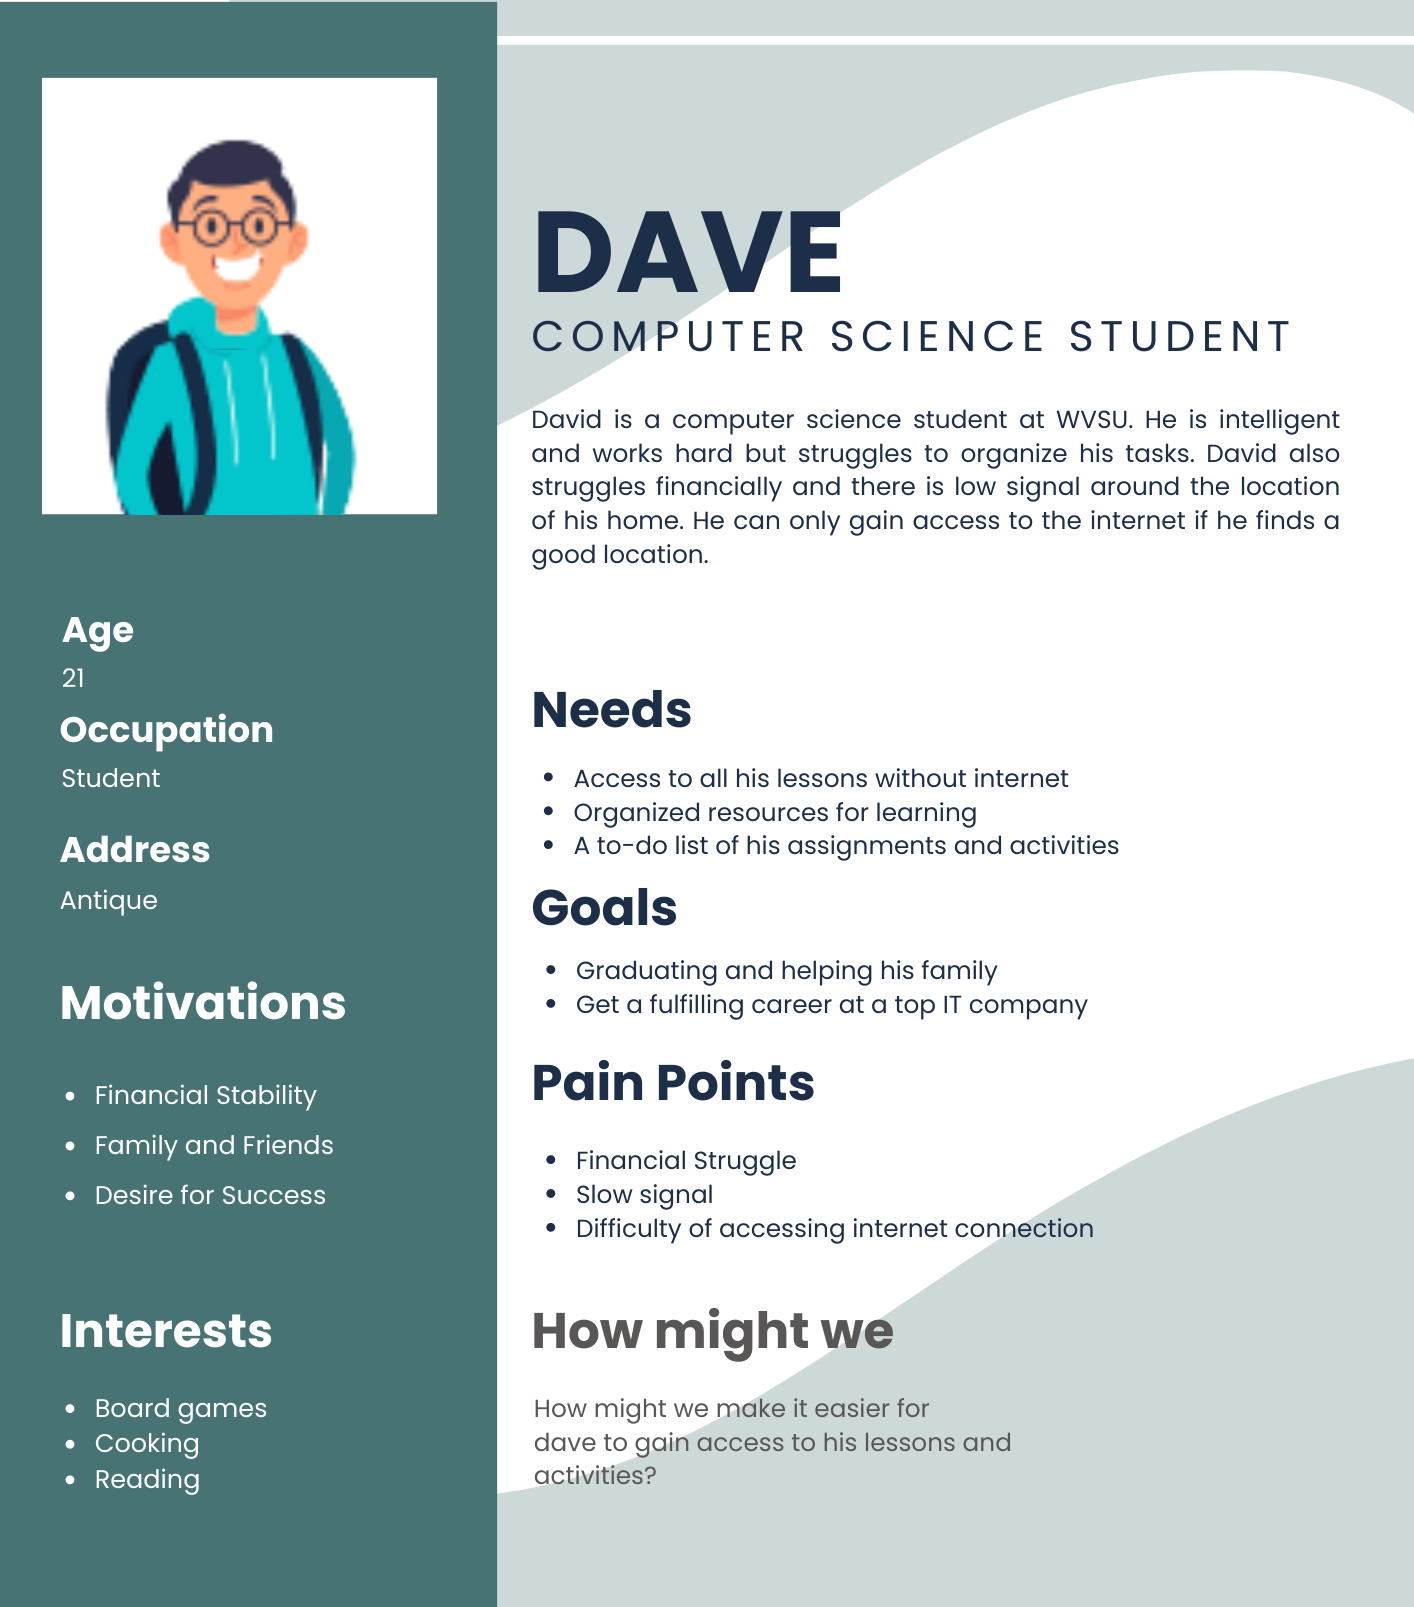 DAVE
COMPUTER SCIENCE STUDENT
David is a computer science student at WVSU. He is intelligent
and works hard but struggles to organize his tasks. David also
struggles financially and there is low signal around the location
of his home. He can only gain access to the internet if he finds a
good location.
Age
21
Occupation
Student
Address
Antique
Motivations
• Financial Stability
• Family and Friends
• Desire for Success
Interests
• Board games
• Cooking
• Reading
Needs
• Access to all his lessons without internet
• Organized resources for learning
• A to-do list of his assignments and activities
Goals
• Graduating and helping his family
• Get a fulfilling career at a top IT company
Pain Points
• Financial Struggle
• Slow signal
• Difficulty of accessing internet connection
How might we
How might we make it easier for
dave to gain access to his lessons and
activities?